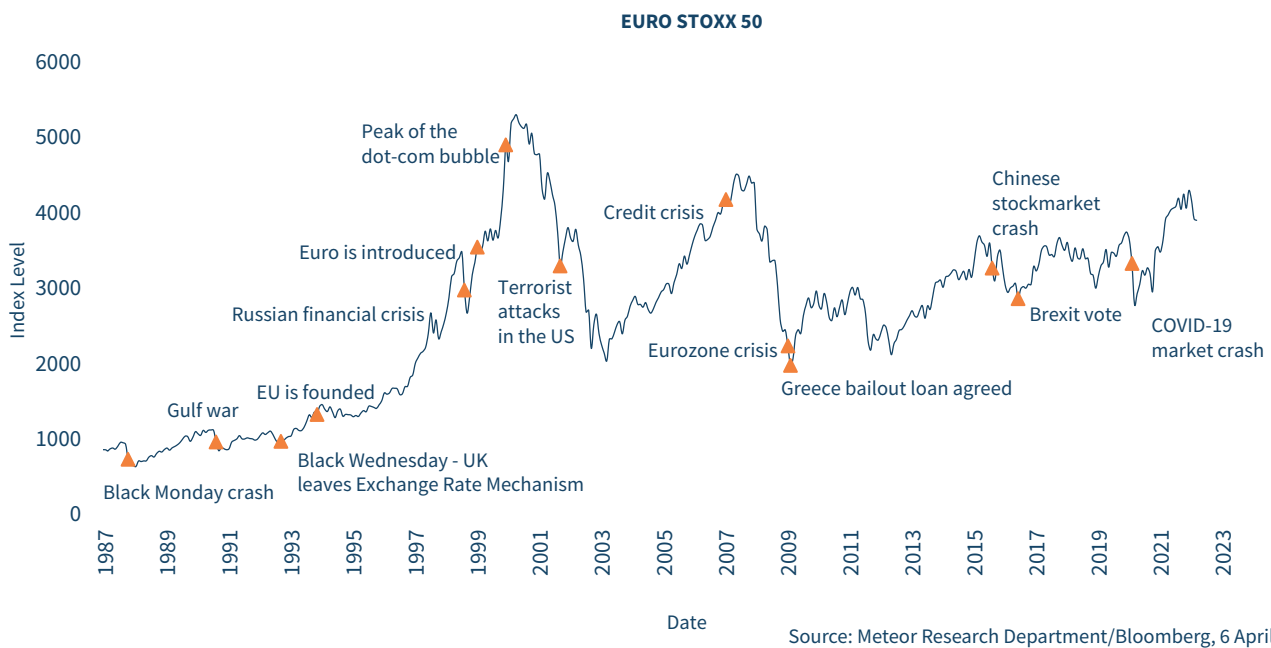 EURO STOXX 50
6000
5000
4000
3000
2000
1000
0
Index Level
Peak of the
dot-com bubble
Euro is introduced
Russian financial crisis
EU is founded
Gulf war
Black Monday crash
Black Wednesday - UK
leaves Exchange Rate Mechanism
Terrorist
attacks
in the US
Credit crisis
Eurozone crisis
Greece bailout loan agreed
Chinese
stockmarket
crash
Brexit vote
COVID-19
market crash
1987
1989
1991
1993
1995
1997
1999
2001
2003
2005
2007
2009
2011
2013
2015
2017
2019
2021
2023
Date
Source: Meteor Research Department/Bloomberg, 6 April